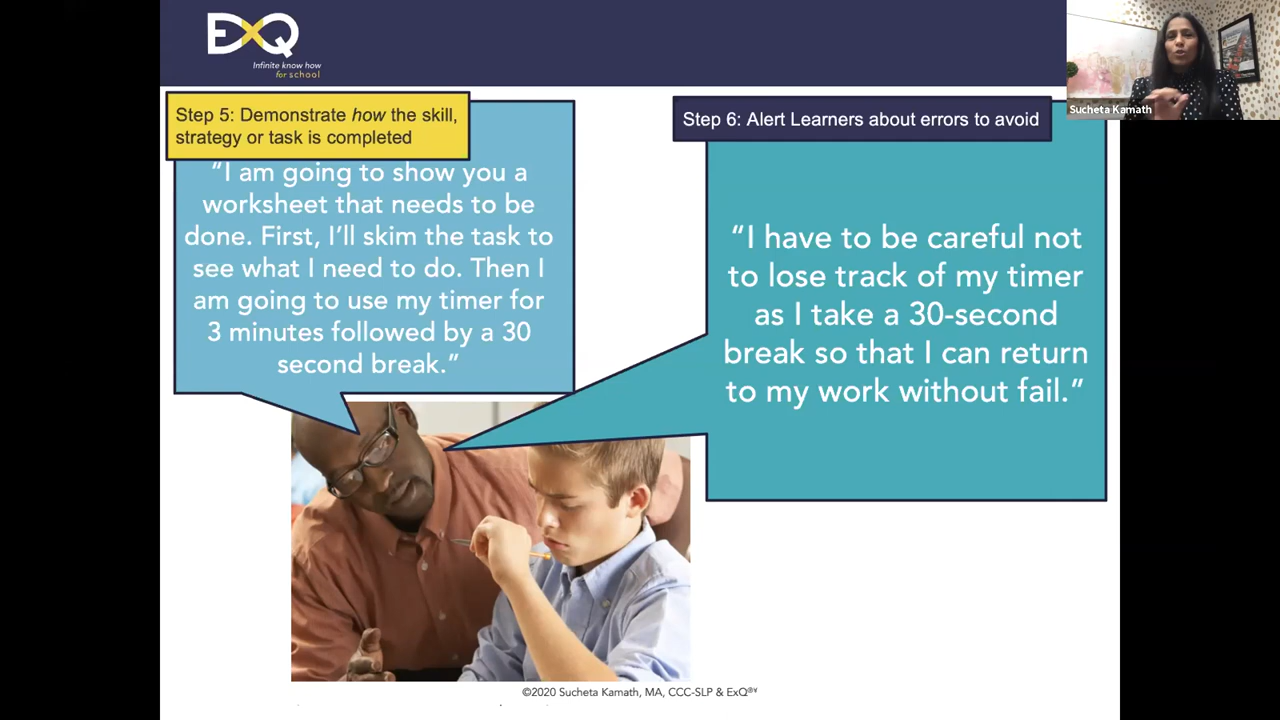 EXQ
Infinite know how
for school
Sucheta Kamath
Step 5: Demonstrate how the skill,
strategy or task is completed
“I am going to show you a
worksheet that needs to be
done. First, I’ll skim the task to
see what I need to do. Then I
am going to use my timer for
3 minutes followed by a 30
second break.”
Step 6: Alert Learners about errors to avoid
“I have to be careful not
to lose track of my timer
as I take a 30-second
break so that I can return
to my work without fail.”
©2020 Sucheta Kamath, MA, CCC-SLP & ExQ®